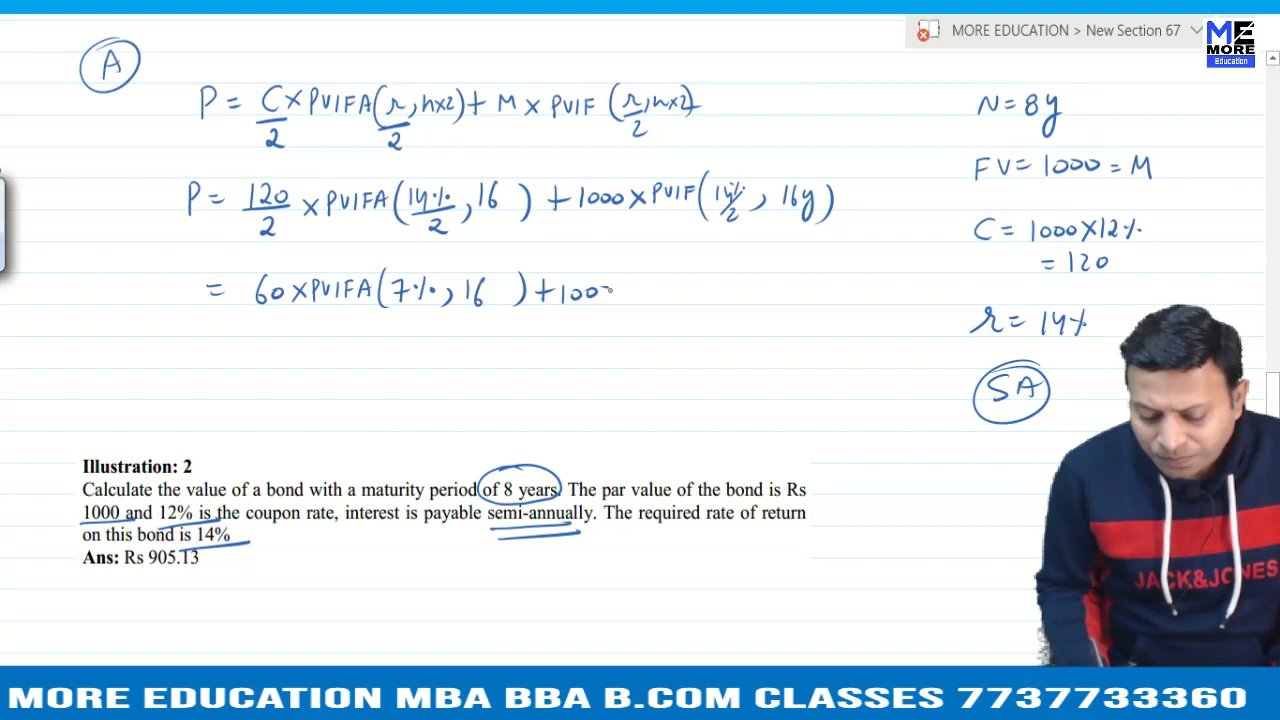 MORE EDUCATION > New Section 67
ME
MORE
Education
A
P = C/2 × PVIFA(r/2, n×2) + M × PVIF (r/2, n×2)
P = 120/2 × PVIFA(14%/2, 16 ) + 1000 × PVIF(14%/2, 16y)
= 60 × PVIFA(7%, 16 ) + 100
N = 8y
FV = 1000 = M
C = 1000 × 12%
= 120
r = 14%
SA
Illustration: 2
Calculate the value of a bond with a maturity period of 8 years. The par value of the bond is Rs
1000 and 12% is the coupon rate, interest is payable semi-annually. The required rate of return
on this bond is 14%
Ans: Rs 905.13
JACK&JONES
MORE EDUCATION MBA BBA B.COM CLASSES 7737733360